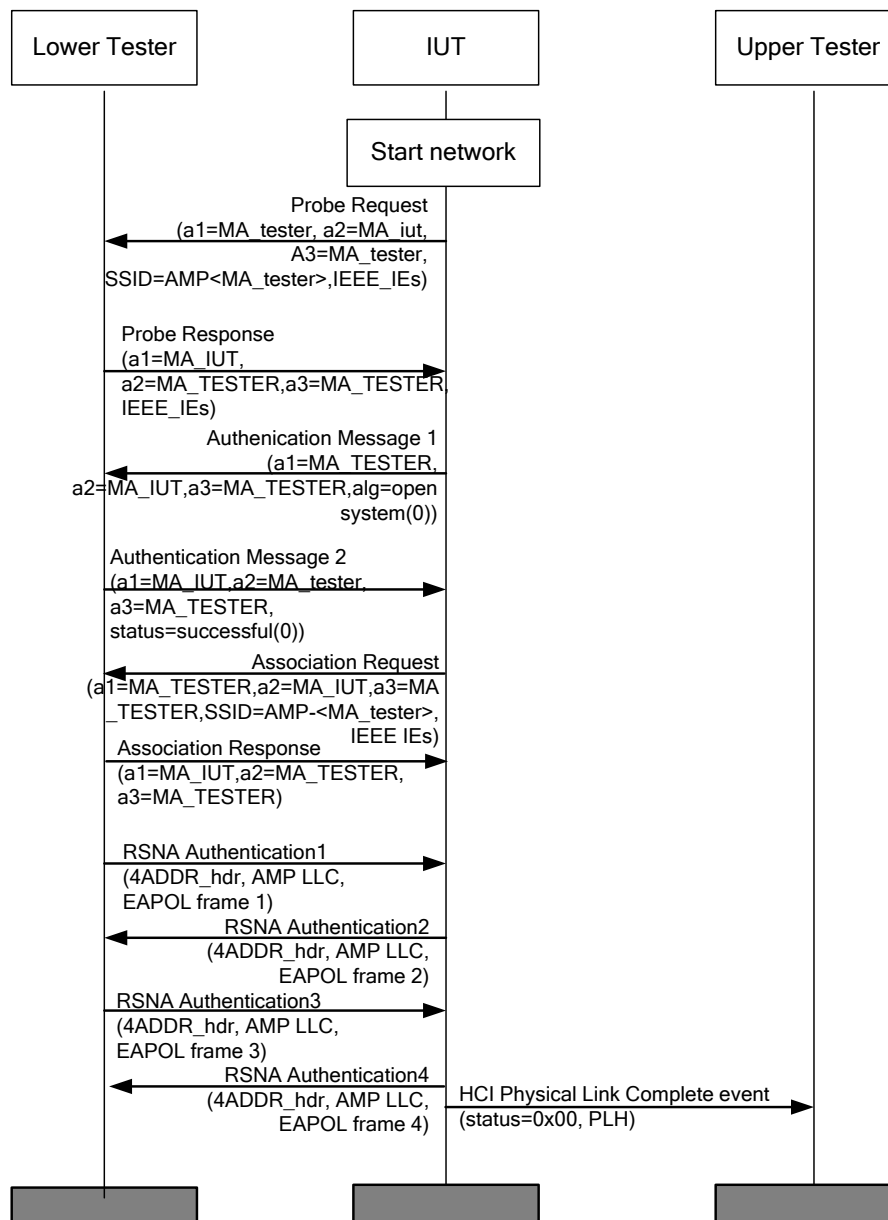 Lower Tester
IUT
Upper Tester
Start network
Probe Request
(a1=MA_tester, a2=MA_iut,
A3=MA_tester,
SSID=AMP<MA_tester>,IEEE_IEs)
Probe Response
(a1=MA_IUT,
a2=MA_TESTER,a3=MA_TESTER,
IEEE_IEs)
Authenication Message 1
(a1=MA_TESTER,
a2=MA_IUT,a3=MA_TESTER,alg=open
system(0))
Authentication Message 2
(a1=MA_IUT,a2=MA_tester,
a3=MA_TESTER,
status=successful(0))
Association Request
(a1=MA_TESTER,a2=MA_IUT,a3=MA
_TESTER,SSID=AMP-<MA_tester>,
IEEE IEs)
Association Response
(a1=MA_IUT,a2=MA_TESTER,
a3=MA_TESTER)
RSNA Authentication1
(4ADDR_hdr, AMP LLC,
EAPOL frame 1)
RSNA Authentication2
(4ADDR_hdr, AMP LLC,
EAPOL frame 2)
RSNA Authentication3
(4ADDR_hdr, AMP LLC,
EAPOL frame 3)
RSNA Authentication4
(4ADDR_hdr, AMP LLC,
EAPOL frame 4)
HCI Physical Link Complete event
(status=0x00, PLH)